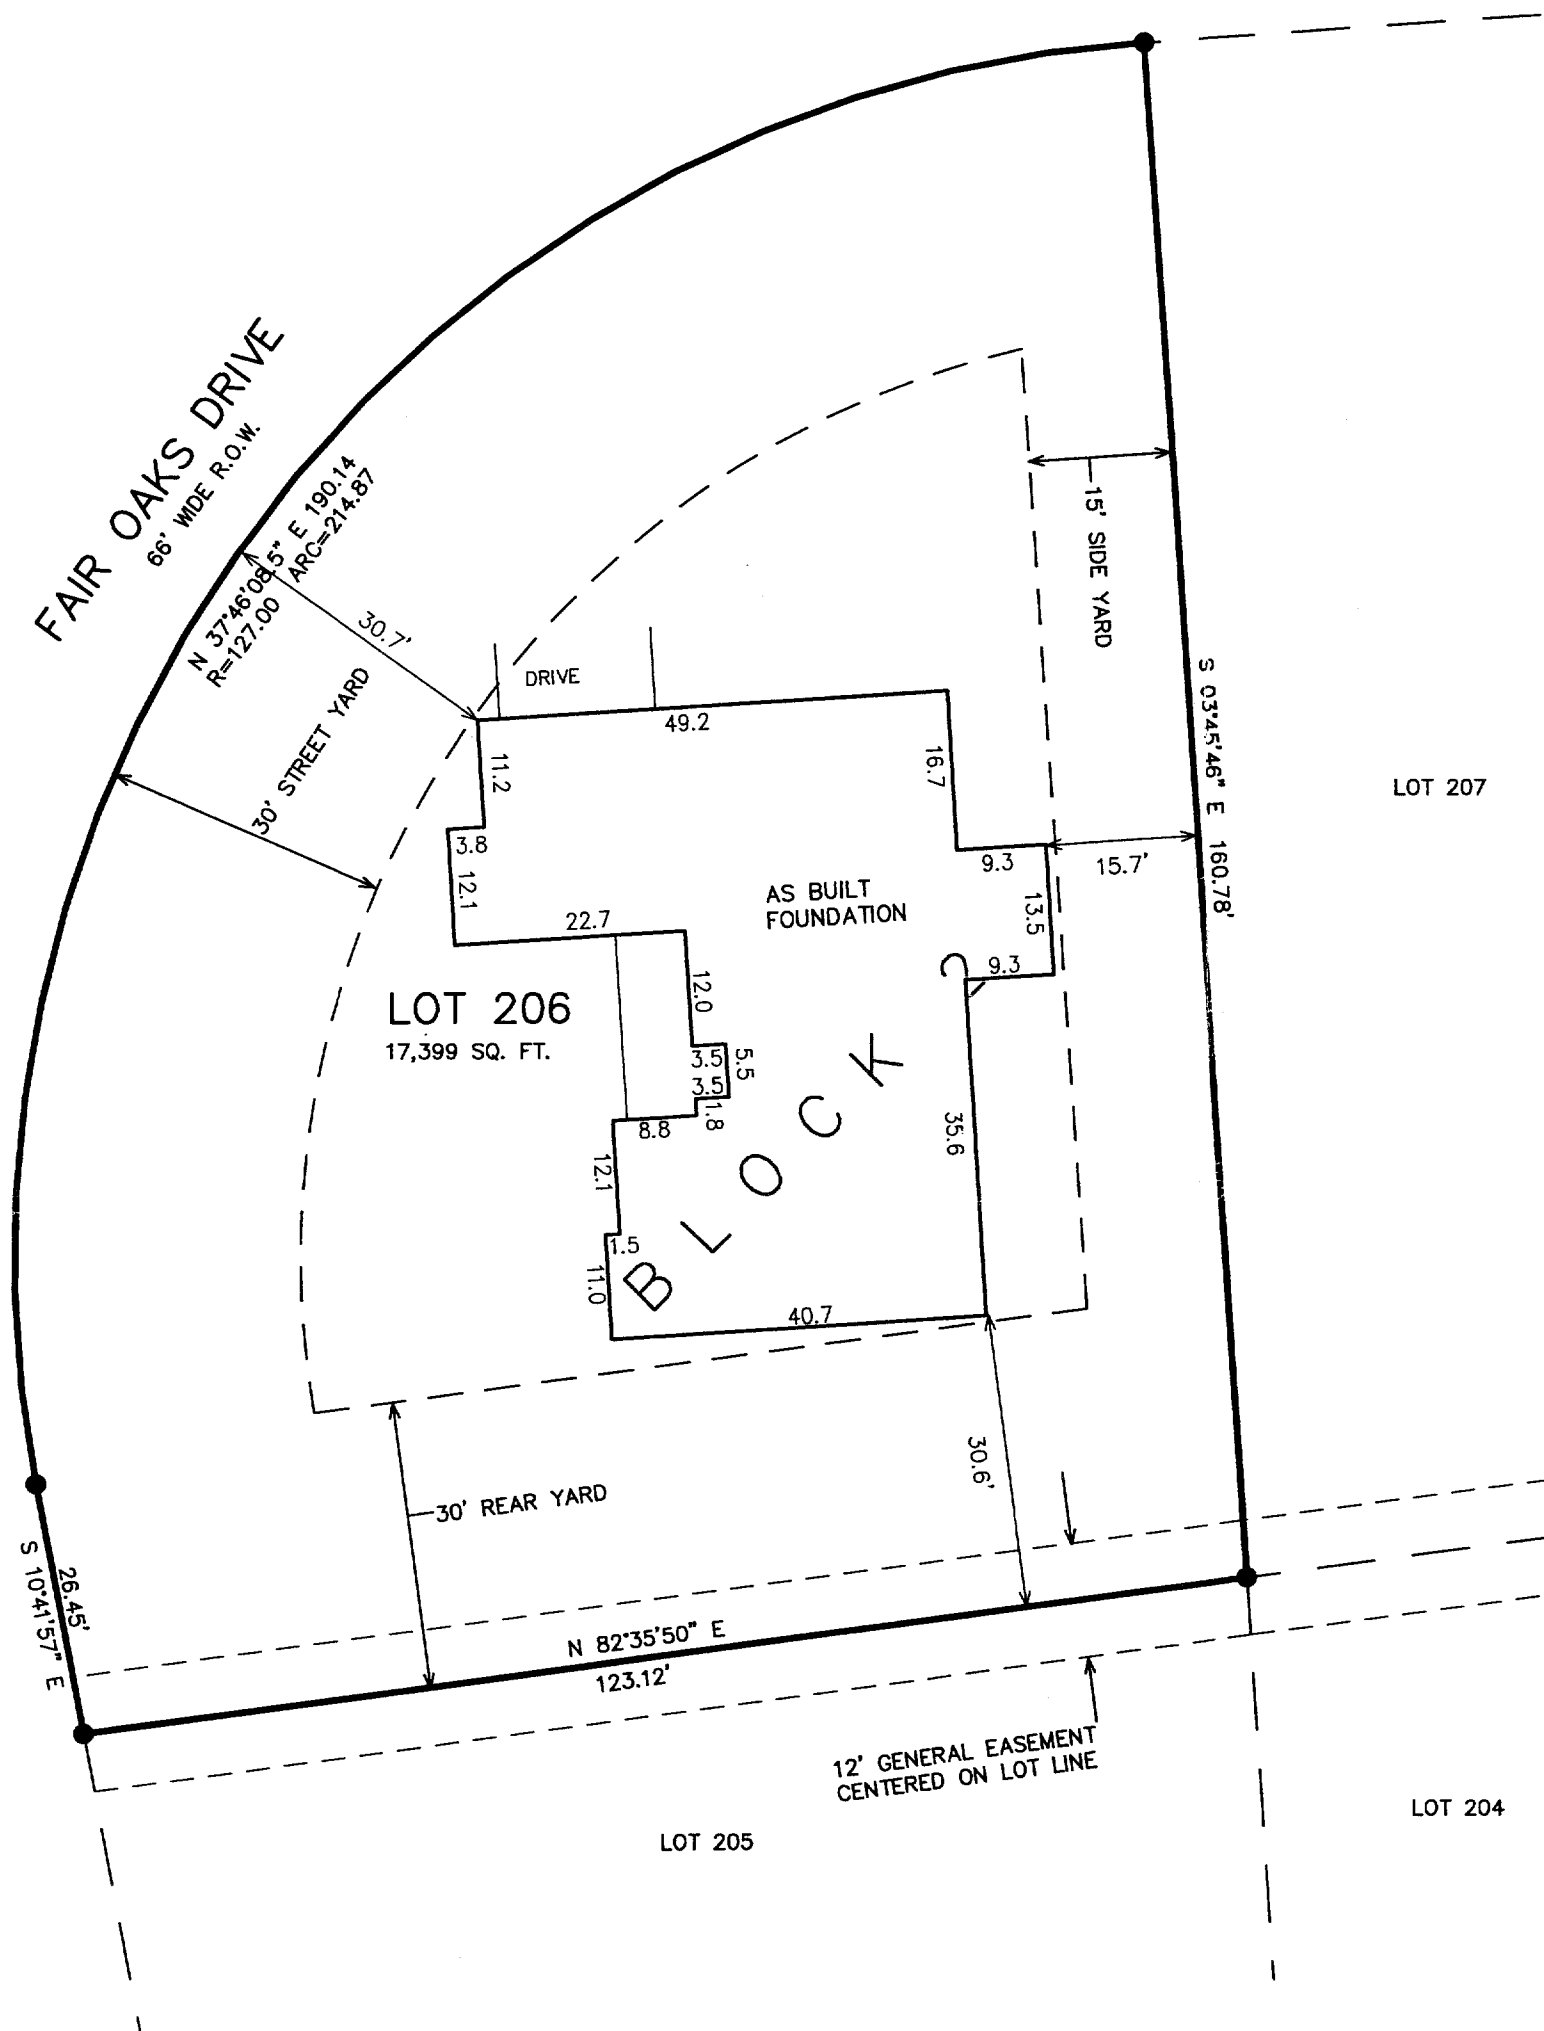 FAIR OAKS DRIVE
66' WIDE R.O.W.
N 37°46'08.5" E 190.14
R=127.00 ARC=214.87
30.7'
30' STREET YARD
DRIVE
49.2
11.2
3.8
12.1
22.7
16.7
9.3
15.7'
13.5
9.3
15' SIDE YARD
S 03°45'46" E 160.78'
LOT 207
AS BUILT
FOUNDATION
LOT 206
17,399 SQ. FT.
12.0
3.5
5.5
3.5
1.8
8.8
12.1
1.5
11.0
35.6
BLOCK
40.7
30.6'
30' REAR YARD
26.45'
S 10°41'57" E
N 82°35'50" E
123.12'
12' GENERAL EASEMENT
CENTERED ON LOT LINE
LOT 205
LOT 204